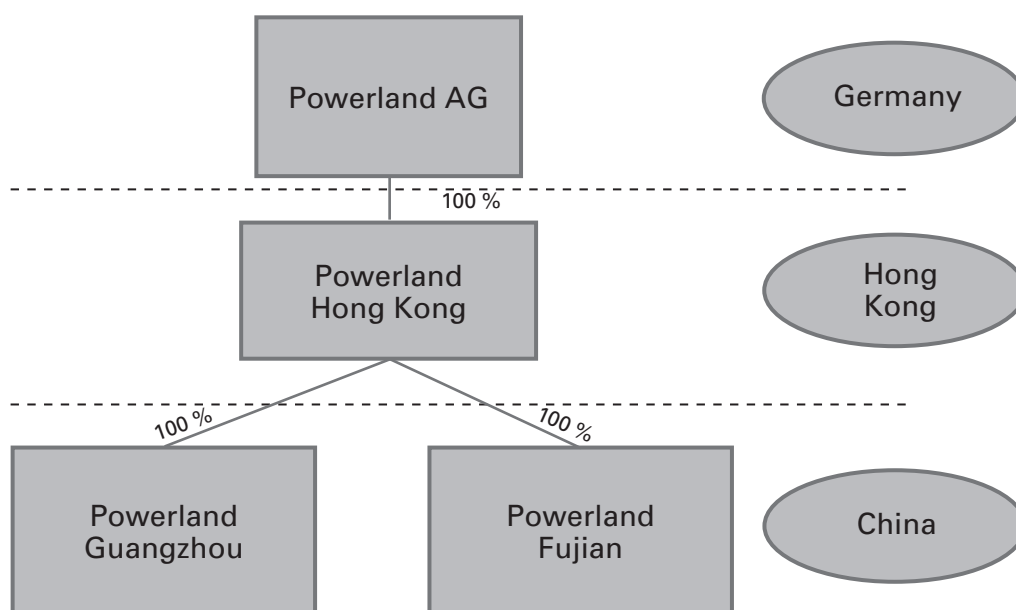 Powerland AG
Germany
100 %
Powerland
Hong Kong
Hong
Kong
100 %
100 %
Powerland
Guangzhou
Powerland
Fujian
China